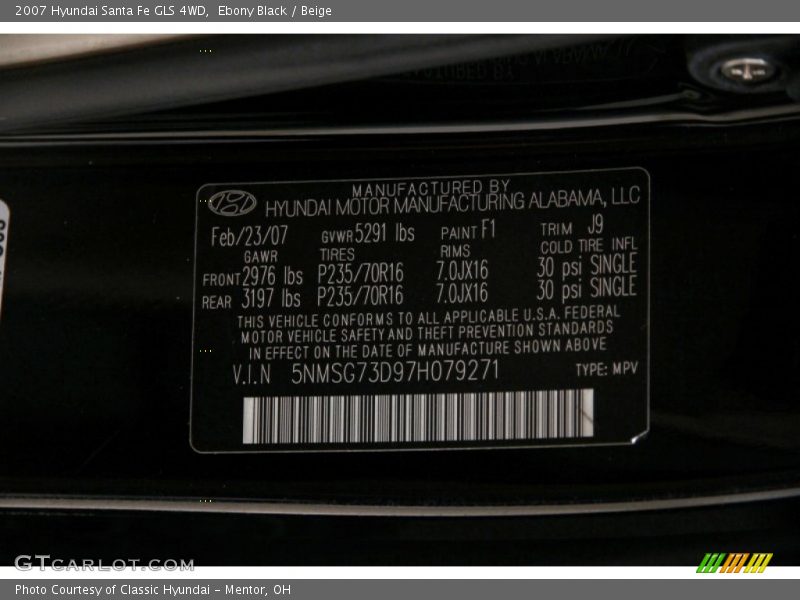 2007 Hyundai Santa Fe GLS 4WD,  Ebony Black / Beige
MANUFACTURED BY
HYUNDAI MOTOR MANUFACTURING ALABAMA, LLC
Feb/23/07 GVWR 5291 lbs PAINT F1 TRIM J9
GAWR TIRES RIMS COLD TIRE INFL
FRONT 2976 lbs P235/70R16 7.0JX16 30 psi SINGLE
REAR 3197 lbs P235/70R16 7.0JX16 30 psi SINGLE
THIS VEHICLE CONFORMS TO ALL APPLICABLE U.S.A. FEDERAL
MOTOR VEHICLE SAFETY AND THEFT PREVENTION STANDARDS
IN EFFECT ON THE DATE OF MANUFACTURE SHOWN ABOVE
V.I.N 5NMSG73D97H079271 TYPE: MPV
GTCARLOT.COM
Photo Courtesy of Classic Hyundai - Mentor, OH